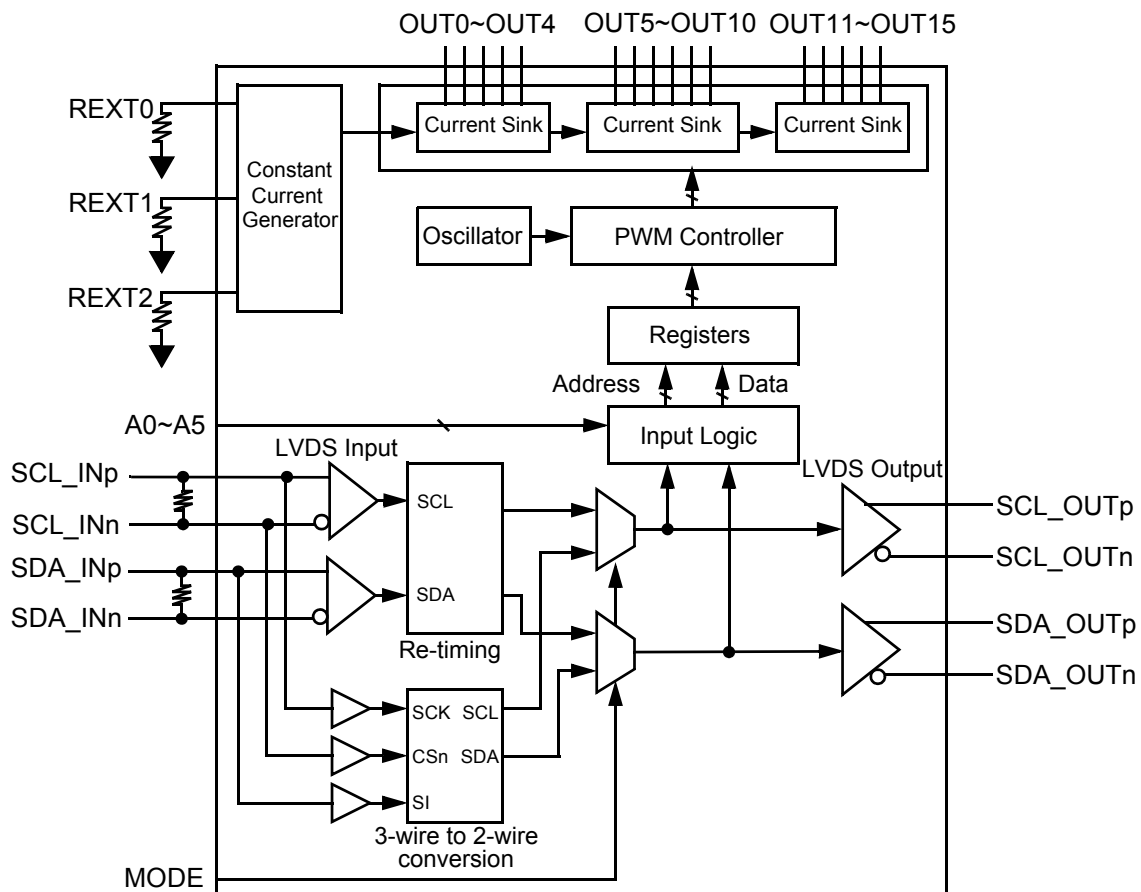 OUT0~OUT4
OUT5~OUT10
OUT11~OUT15
REXT0
REXT1
REXT2
Constant
Current
Generator
Current Sink
Current Sink
Current Sink
Oscillator
PWM Controller
Registers
Address
Data
A0~A5
Input Logic
LVDS Input
LVDS Output
SCL_INp
SCL_INn
SDA_INp
SDA_INn
SCL
SDA
Re-timing
SCL_OUTp
SCL_OUTn
SDA_OUTp
SDA_OUTn
SCK SCL
CSn SDA
SI
3-wire to 2-wire
conversion
MODE